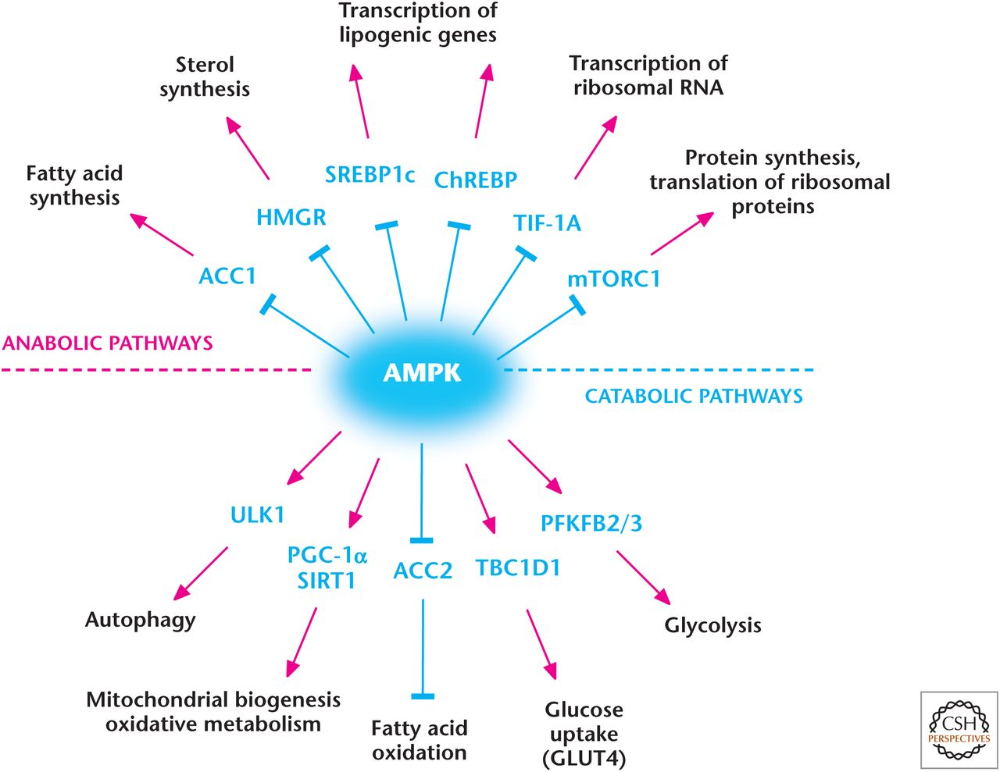 Transcription of
lipogenic genes
Sterol
synthesis
Transcription of
ribosomal RNA
Fatty acid
synthesis
Protein synthesis,
translation of ribosomal
proteins
SREBP1c
ChREBP
HMGR
TIF-1A
ACC1
mTORC1
ANABOLIC PATHWAYS
AMPK
CATABOLIC PATHWAYS
ULK1
PGC-1α
SIRT1
ACC2
TBC1D1
PFKFB2/3
Autophagy
Glycolysis
Mitochondrial biogenesis
oxidative metabolism
Fatty acid
oxidation
Glucose
uptake
(GLUT4)
CSH
PERSPECTIVES